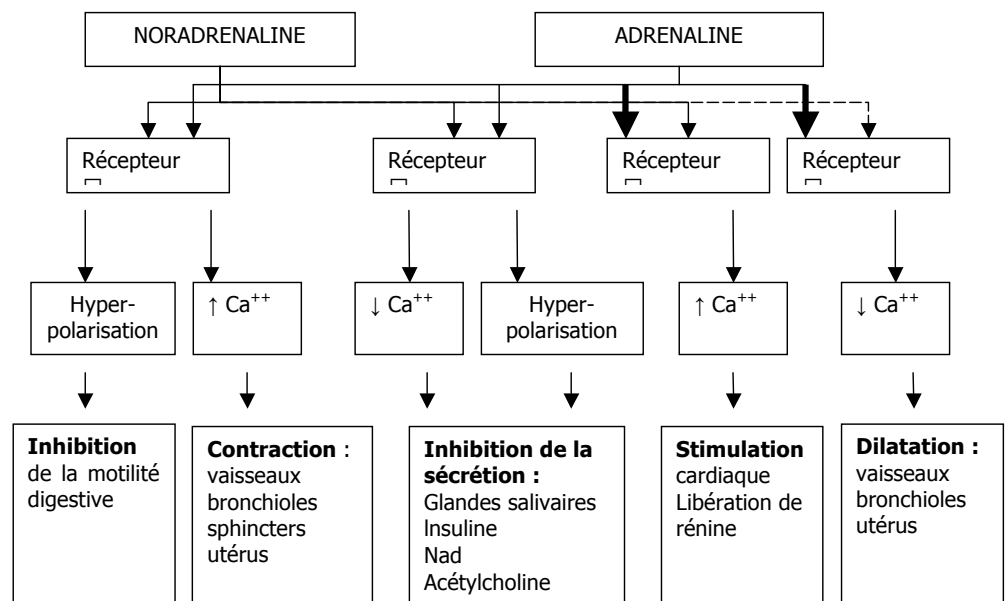 NORADRENALINE
ADRENALINE
Récepteur
Récepteur
Récepteur
Récepteur
Hyper-
polarisation
↑ Ca++
↓ Ca++
Hyper-
polarisation
↑ Ca++
↓ Ca++
Inhibition
de la motilité
digestive
Contraction :
vaisseaux
bronchioles
sphincters
utérus
Inhibition de la
sécrétion :
Glandes salivaires
Insuline
Nad
Acétylcholine
Stimulation
cardiaque
Libération de
rénine
Dilatation :
vaisseaux
bronchioles
utérus